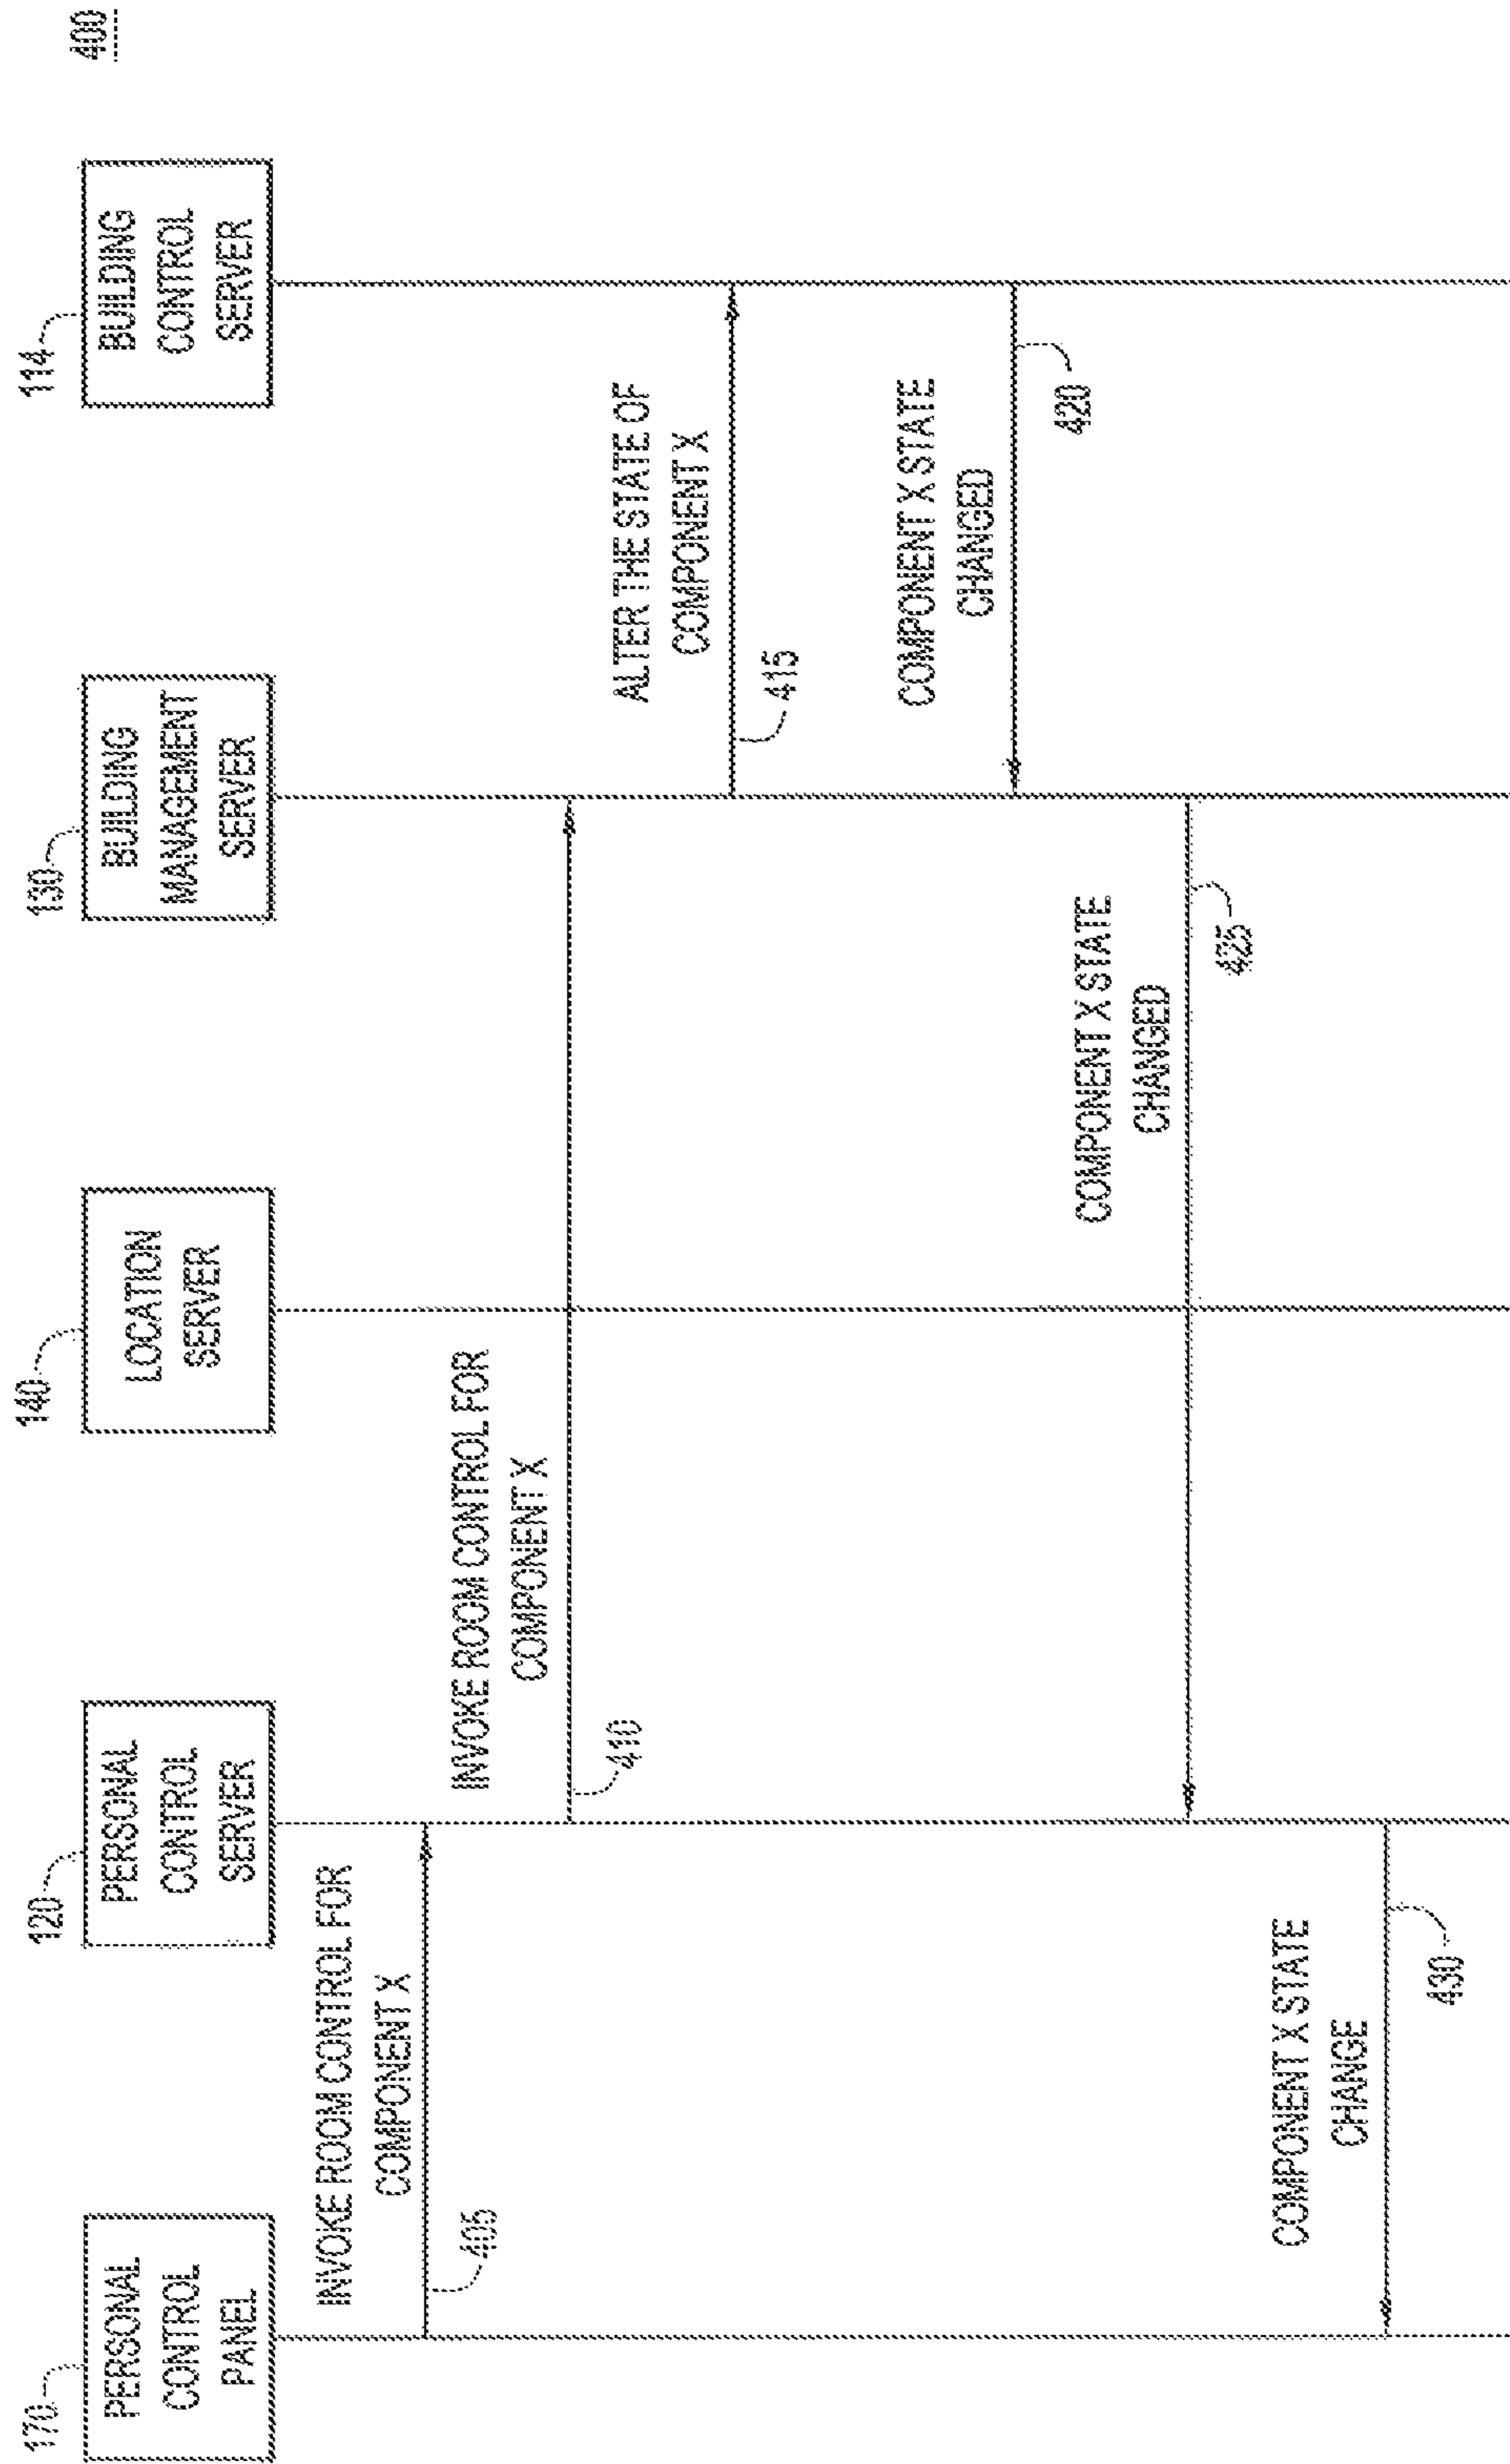 400
170
PERSONAL
CONTROL
PANEL
120
PERSONAL
CONTROL
SERVER
140
LOCATION
SERVER
130
BUILDING
MANAGEMENT
SERVER
114
BUILDING
CONTROL
SERVER
INVOKE ROOM CONTROL FOR
COMPONENT X
405
INVOKE ROOM CONTROL FOR
COMPONENT X
410
ALTER THE STATE OF
COMPONENT X
415
COMPONENT X STATE
CHANGED
420
COMPONENT X STATE
CHANGED
425
COMPONENT X STATE
CHANGE
430